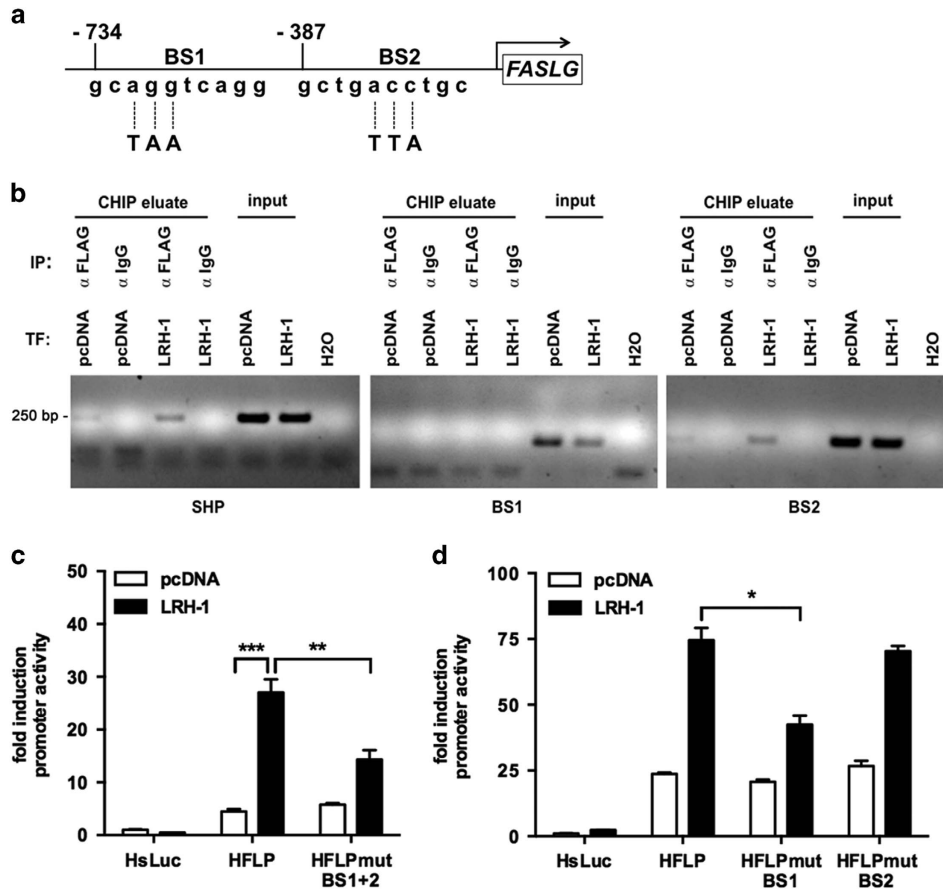 a
- 734
- 387
BS1
BS2
FASLG
g c a g g t c a g g
g c t g a c c t g c
T A A
T T A
b
CHIP eluate
input
CHIP eluate
input
CHIP eluate
input
IP:
α FLAG
α IgG
α FLAG
α IgG
α FLAG
α IgG
α FLAG
α IgG
α FLAG
α IgG
α FLAG
α IgG
TF:
pcDNA
pcDNA
LRH-1
LRH-1
pcDNA
LRH-1
H2O
pcDNA
pcDNA
LRH-1
LRH-1
pcDNA
LRH-1
H2O
pcDNA
pcDNA
LRH-1
LRH-1
pcDNA
LRH-1
H2O
250 bp -
SHP
BS1
BS2
c
fold induction
promoter activity
50
40
30
20
10
0
pcDNA
LRH-1
***
**
HsLuc
HFLP
HFLPmut
BS1+2
d
fold induction
promoter activity
100
75
50
25
0
pcDNA
LRH-1
*
HsLuc
HFLP
HFLPmut
BS1
HFLPmut
BS2